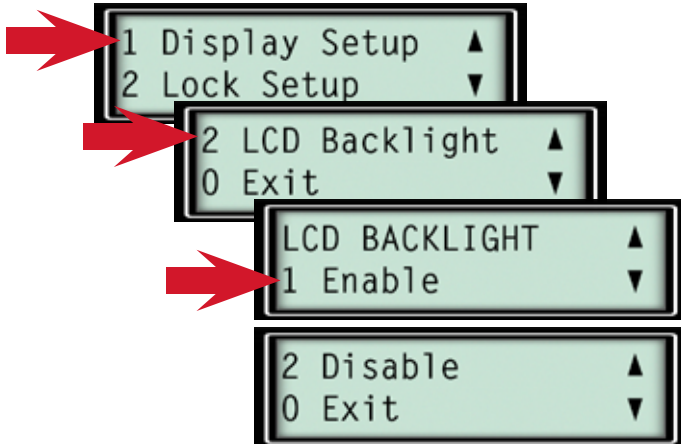 1 Display Setup ▲
2 Lock Setup ▼
2 LCD Backlight ▲
0 Exit ▼
LCD BACKLIGHT ▲
1 Enable ▼
2 Disable ▲
0 Exit ▼